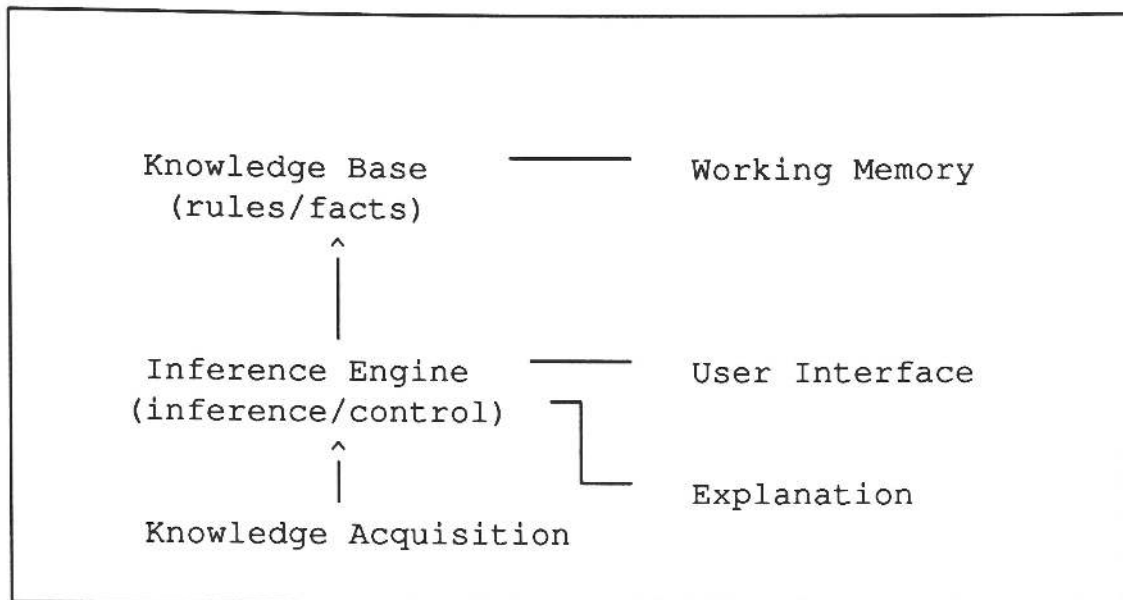 Knowledge Base Working Memory
(rules/facts)
Inference Engine User Interface
(inference/control)
Explanation
Knowledge Acquisition